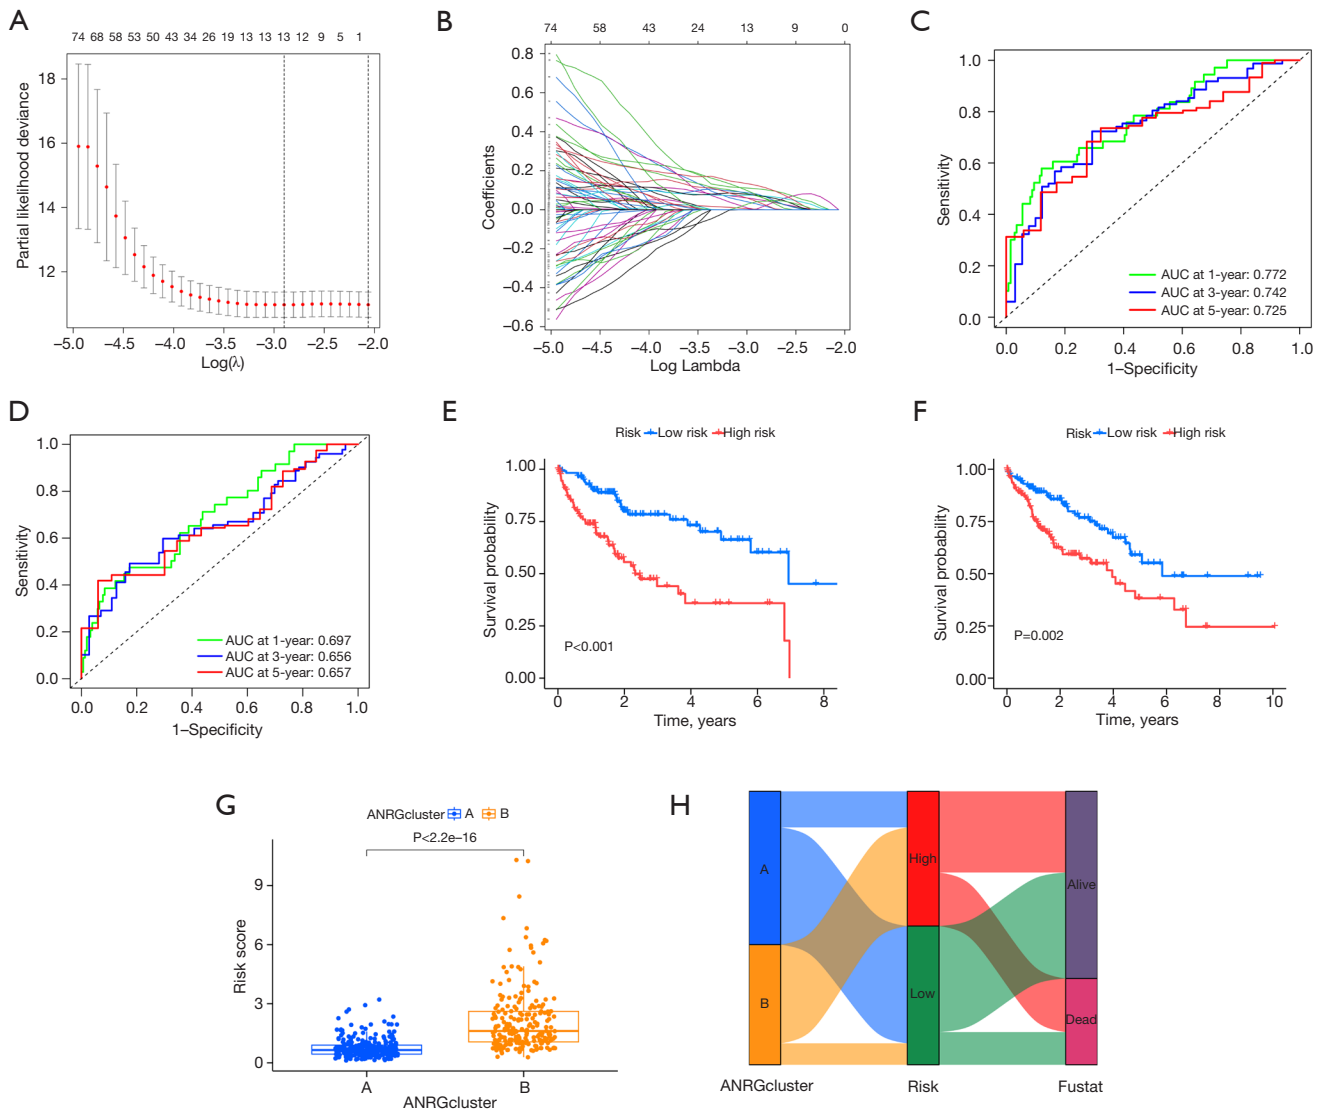 A
74 68 58 53 50 43 34 26 19 13 13 13 12 9 5 1
Partial likelihood deviance
18
16
14
12
−5.0 −4.5 −4.0 −3.5 −3.0 −2.5 −2.0
Log(λ)
B
74 58 43 24 13 9 0
Coefficients
0.8
0.6
0.4
0.2
0.0
−0.2
−0.4
−0.6
−5.0 −4.5 −4.0 −3.5 −3.0 −2.5 −2.0
Log Lambda
C
Sensitivity
1.0
0.8
0.6
0.4
0.2
0.0
AUC at 1-year: 0.772
AUC at 3-year: 0.742
AUC at 5-year: 0.725
0.0 0.2 0.4 0.6 0.8 1.0
1−Specificity
D
Sensitivity
1.0
0.8
0.6
0.4
0.2
0.0
AUC at 1-year: 0.697
AUC at 3-year: 0.656
AUC at 5-year: 0.657
0.0 0.2 0.4 0.6 0.8 1.0
1−Specificity
E
Risk Low risk High risk
Survival probability
1.00
0.75
0.50
0.25
0.00
P<0.001
0 2 4 6 8
Time, years
F
Risk Low risk High risk
Survival probability
1.00
0.75
0.50
0.25
0.00
P=0.002
0 2 4 6 8 10
Time, years
G
ANRGcluster A B
P<2.2e−16
Risk score
9
6
3
0
A B
ANRGcluster
H
A
B
High
Low
Alive
Dead
ANRGcluster Risk Fustat